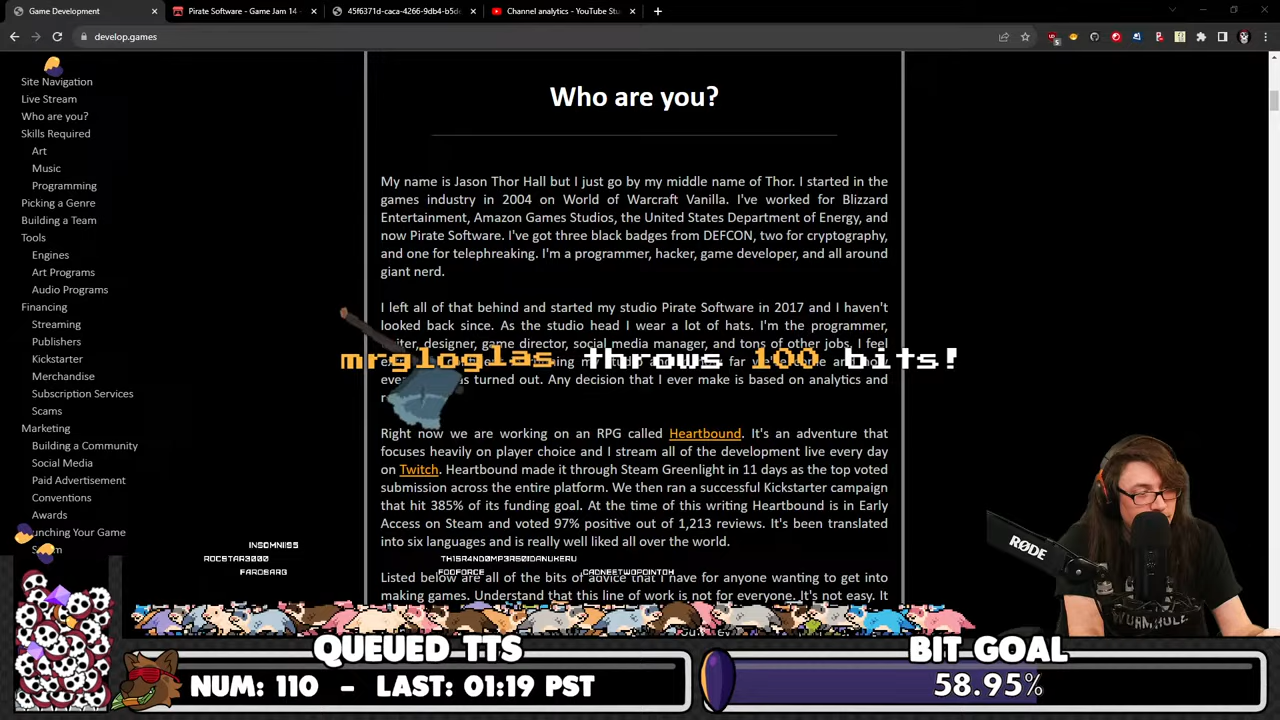 Game Development
Pirate Software - Game Jam 14 -
45f6371d-caca-4266-9db4-b5de
Channel analytics - YouTube Stu
develop.games
Site Navigation
Live Stream
Who are you?
Skills Required
Art
Music
Programming
Picking a Genre
Building a Team
Tools
Engines
Art Programs
Audio Programs
Financing
Streaming
Publishers
Kickstarter
Merchandise
Subscription Services
Scams
Marketing
Building a Community
Social Media
Paid Advertisement
Conventions
Awards
unching Your Game
Who are you?
My name is Jason Thor Hall but I just go by my middle name of Thor. I started in the
games industry in 2004 on World of Warcraft Vanilla. I've worked for Blizzard
Entertainment, Amazon Games Studios, the United States Department of Energy, and
now Pirate Software. I've got three black badges from DEFCON, two for cryptography,
and one for telephreaking. I'm a programmer, hacker, game developer, and all around
giant nerd.
I left all of that behind and started my studio Pirate Software in 2017 and I haven't
looked back since. As the studio head I wear a lot of hats. I'm the programmer,
designer, game director, social media manager, and tons of other jobs. I feel
mrgloglas throws 100 bits!
turned out. Any decision that I ever make is based on analytics and
Right now we are working on an RPG called Heartbound. It's an adventure that
focuses heavily on player choice and I stream all of the development live every day
on Twitch. Heartbound made it through Steam Greenlight in 11 days as the top voted
submission across the entire platform. We then ran a successful Kickstarter campaign
that hit 385% of its funding goal. At the time of this writing Heartbound is in Early
Access on Steam and voted 97% positive out of 1,213 reviews. It's been translated
into six languages and is really well liked all over the world.
Listed below are all of the bits of advice that I have for anyone wanting to get into
making games. Understand that this line of work is not for everyone. It's not easy. It
INSOMNI95
ROCSTAR3000
FAROBARG
FOOFORCE
CADNEETWOPOINTOH
RØDE
WURMHOLE
QUEUED TTS
NUM: 110 - LAST: 01:19 PST
BIT GOAL
58.95%